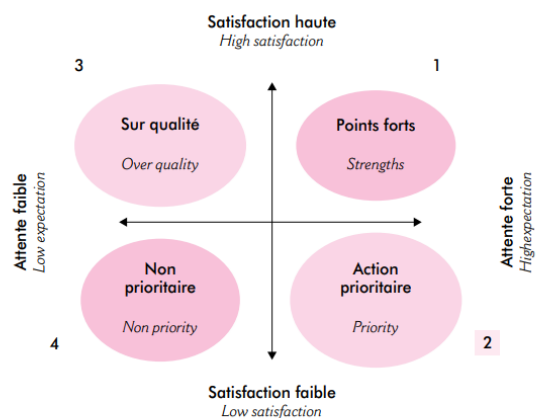 Satisfaction haute
High satisfaction
3
1
Sur qualité
Over quality
Points forts
Strengths
Attente faible
Low expectation
Attente forte
Highexpectation
Non
prioritaire
Non priority
Action
prioritaire
Priority
4
2
Satisfaction faible
Low satisfaction